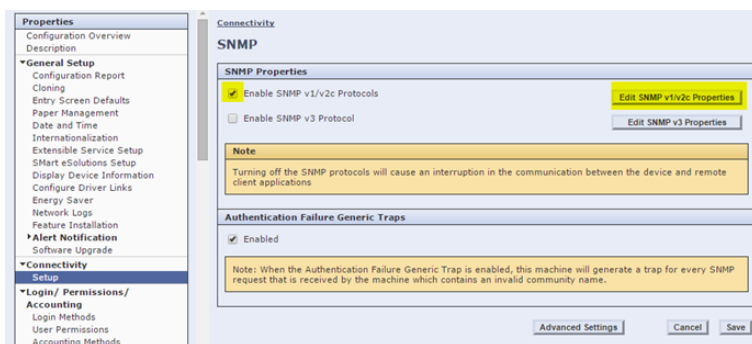 Properties
Configuration Overview
Description
General Setup
Configuration Report
Cloning
Entry Screen Defaults
Paper Management
Date and Time
Internationalization
Extensible Service Setup
SMart eSolutions Setup
Display Device Information
Configure Driver Links
Energy Saver
Network Logs
Feature Installation
Alert Notification
Software Upgrade
Connectivity
Setup
Login/ Permissions/
Accounting
Login Methods
User Permissions
Accounting Methods
Connectivity
SNMP
SNMP Properties
Enable SNMP v1/v2c Protocols
Edit SNMP v1/v2c Properties
Enable SNMP v3 Protocol
Edit SNMP v3 Properties
Note
Turning off the SNMP protocols will cause an interruption in the communication between the device and remote
client applications
Authentication Failure Generic Traps
Enabled
Note: When the Authentication Failure Generic Trap is enabled, this machine will generate a trap for every SNMP
request that is received by the machine which contains an invalid community name.
Advanced Settings
Cancel
Save